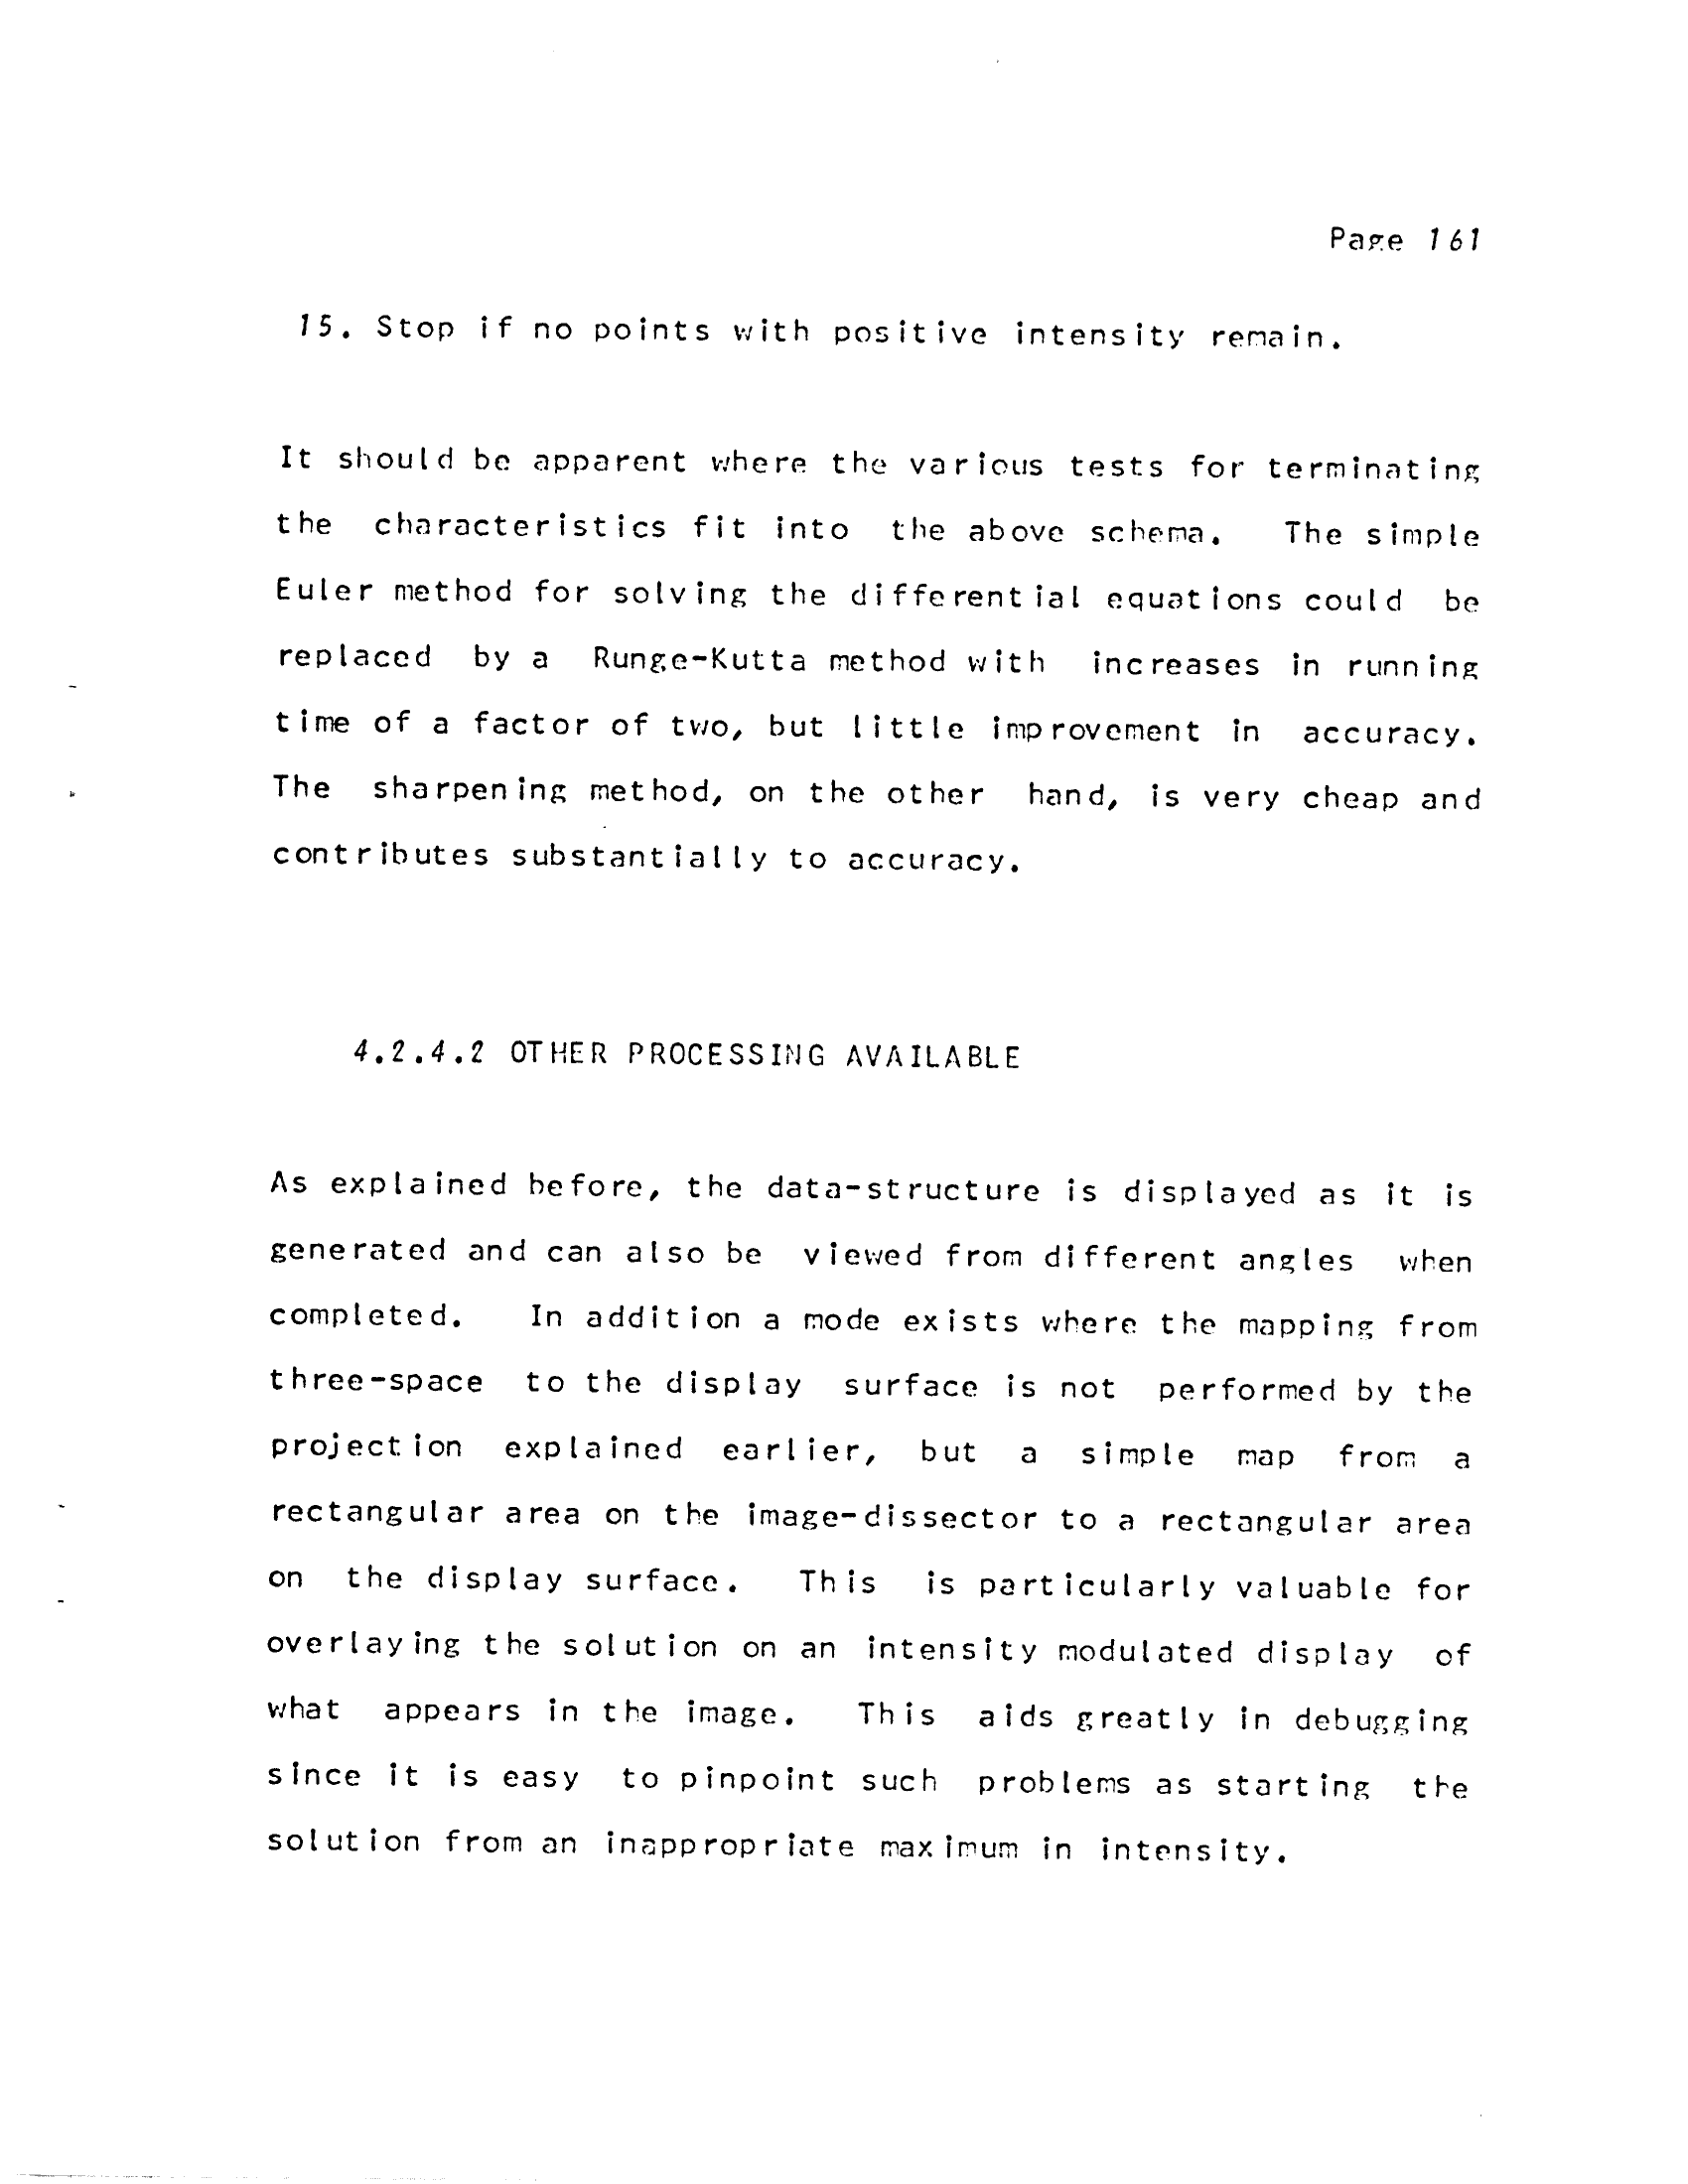 Page 161
15. Stop if no points with positive intensity remain.
It should be apparent where the various tests for terminating
the characteristics fit into the above schema. The simple
Euler method for solving the differential equations could be
replaced by a Runge-Kutta method with increases in running
time of a factor of two, but little improvement in accuracy.
The sharpening method, on the other hand, is very cheap and
contributes substantially to accuracy.
4.2.4.2 OTHER PROCESSING AVAILABLE
As explained before, the data-structure is displayed as it is
generated and can also be viewed from different angles when
completed. In addition a mode exists where the mapping from
three-space to the display surface is not performed by the
projection explained earlier, but a simple map from a
rectangular area on the image-dissector to a rectangular area
on the display surface. This is particularly valuable for
overlaying the solution on an intensity modulated display of
what appears in the image. This aids greatly in debugging
since it is easy to pinpoint such problems as starting the
solution from an inappropriate maximum in intensity.